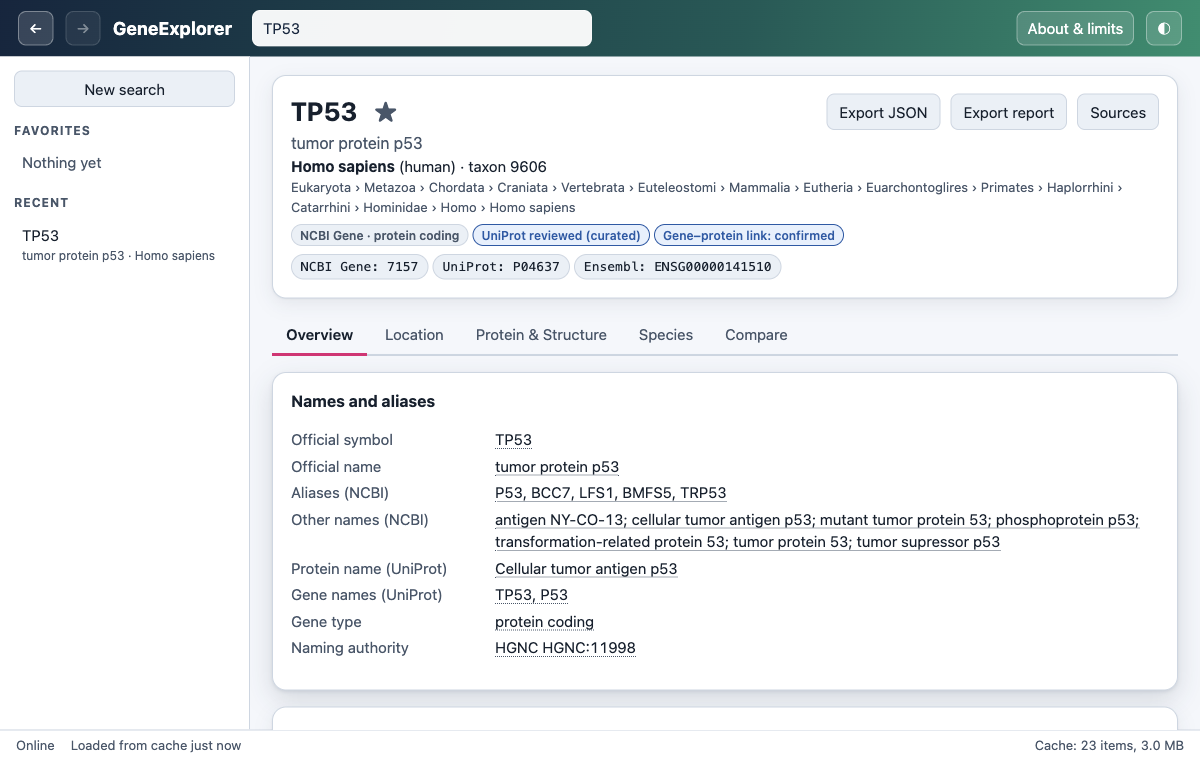 GeneExplorer
TP53
About & limits
New search
FAVORITES
Nothing yet
RECENT
TP53
tumor protein p53 · Homo sapiens
TP53
Export JSON
Export report
Sources
tumor protein p53
Homo sapiens (human) · taxon 9606
Eukaryota › Metazoa › Chordata › Craniata › Vertebrata › Euteleostomi › Mammalia › Eutheria › Euarchontoglires › Primates › Haplorrhini ›
Catarrhini › Hominidae › Homo › Homo sapiens
NCBI Gene · protein coding
UniProt reviewed (curated)
Gene–protein link: confirmed
NCBI Gene: 7157
UniProt: P04637
Ensembl: ENSG00000141510
Overview
Location
Protein & Structure
Species
Compare
Names and aliases
Official symbol TP53
Official name tumor protein p53
Aliases (NCBI) P53, BCC7, LFS1, BMFS5, TRP53
Other names (NCBI) antigen NY-CO-13; cellular tumor antigen p53; mutant tumor protein 53; phosphoprotein p53;
transformation-related protein 53; tumor protein 53; tumor supressor p53
Protein name (UniProt) Cellular tumor antigen p53
Gene names (UniProt) TP53, P53
Gene type protein coding
Naming authority HGNC HGNC:11998
Online
Loaded from cache just now
Cache: 23 items, 3.0 MB